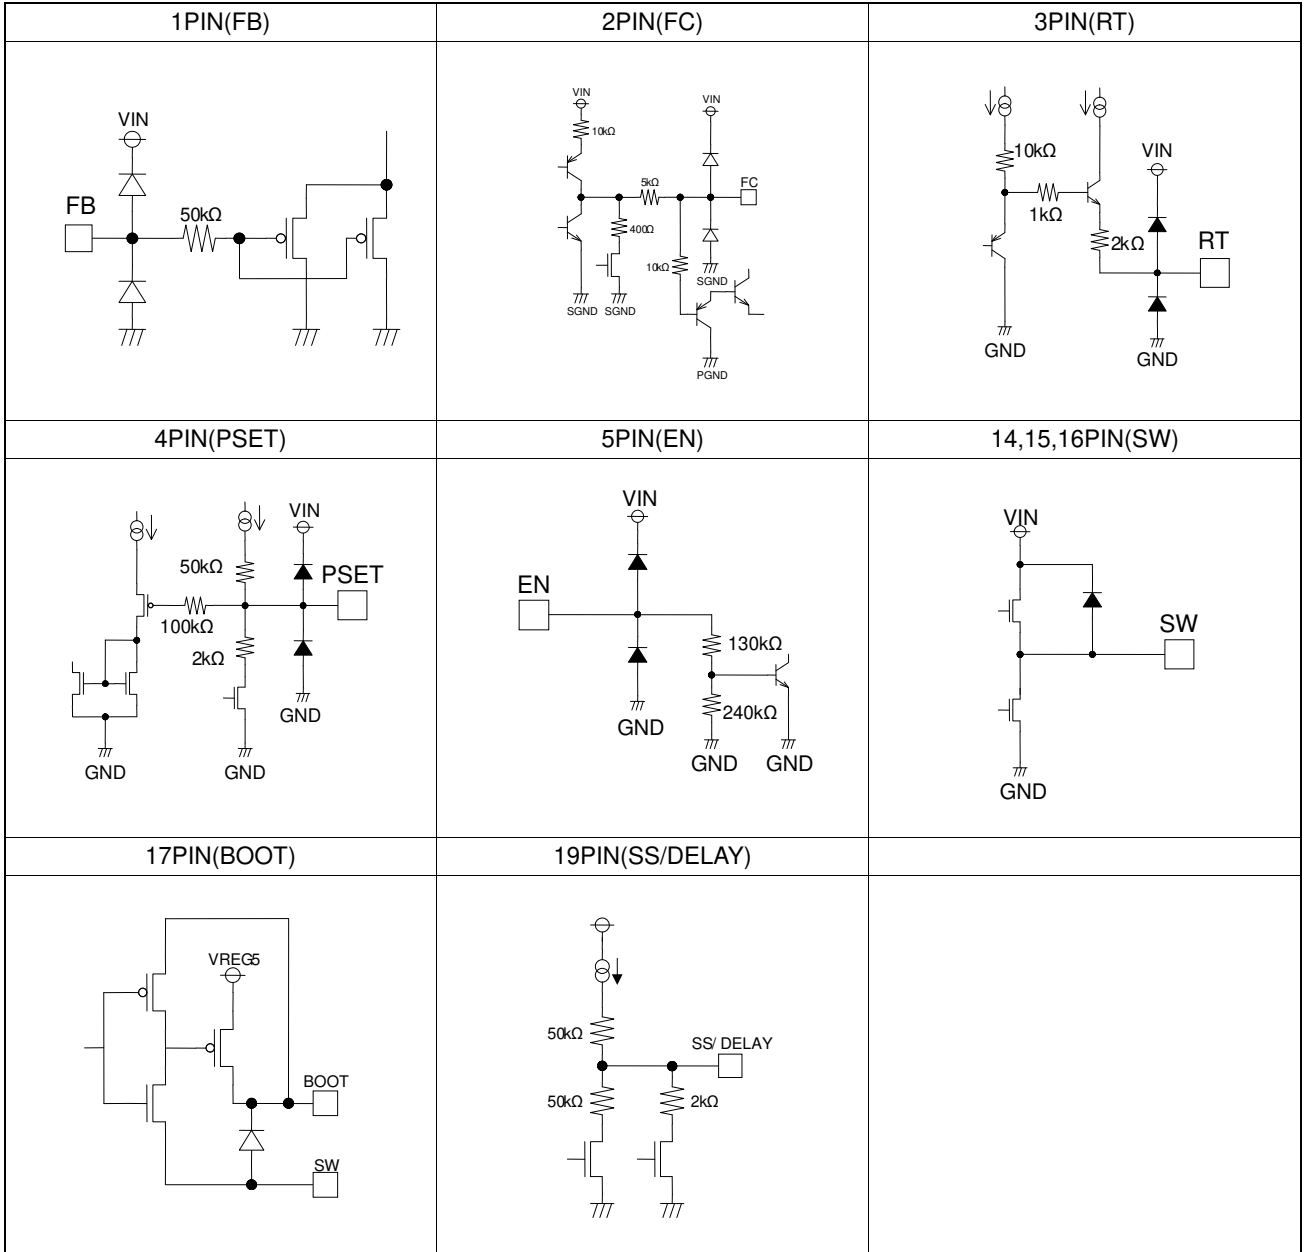 1PIN(FB)
2PIN(FC)
3PIN(RT)
VIN
FB
50kΩ
VIN
10kΩ
VIN
5kΩ
FC
400Ω
10kΩ
SGND
SGND
SGND
PGND
10kΩ
1kΩ
VIN
2kΩ
RT
GND
GND
4PIN(PSET)
5PIN(EN)
14,15,16PIN(SW)
VIN
50kΩ
PSET
100kΩ
2kΩ
GND
GND
GND
VIN
EN
130kΩ
240kΩ
GND
GND
GND
VIN
SW
GND
17PIN(BOOT)
19PIN(SS/DELAY)
VREG5
BOOT
SW
50kΩ
SS/ DELAY
50kΩ
2kΩ